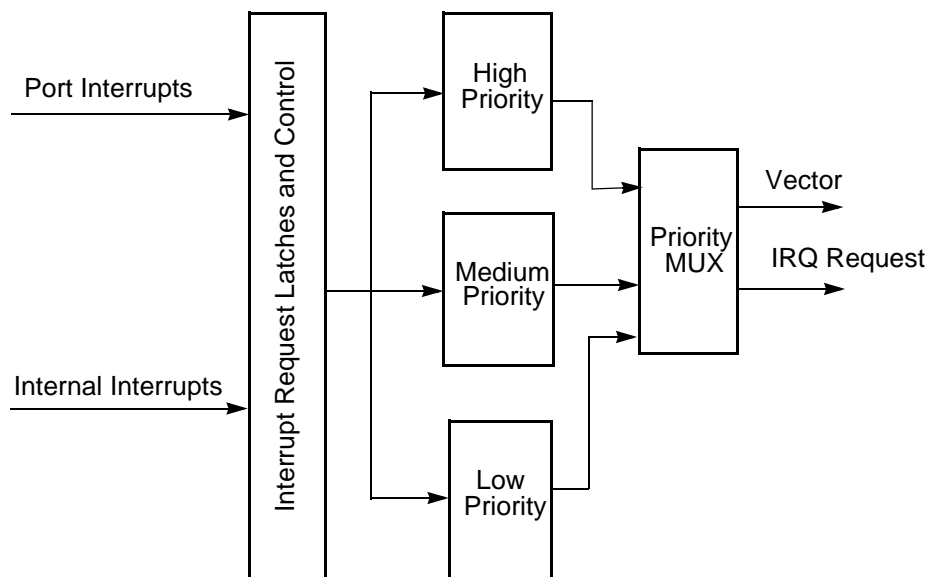 Port Interrupts
Internal Interrupts
Interrupt Request Latches and Control
High
Priority
Medium
Priority
Low
Priority
Priority
MUX
Vector
IRQ Request